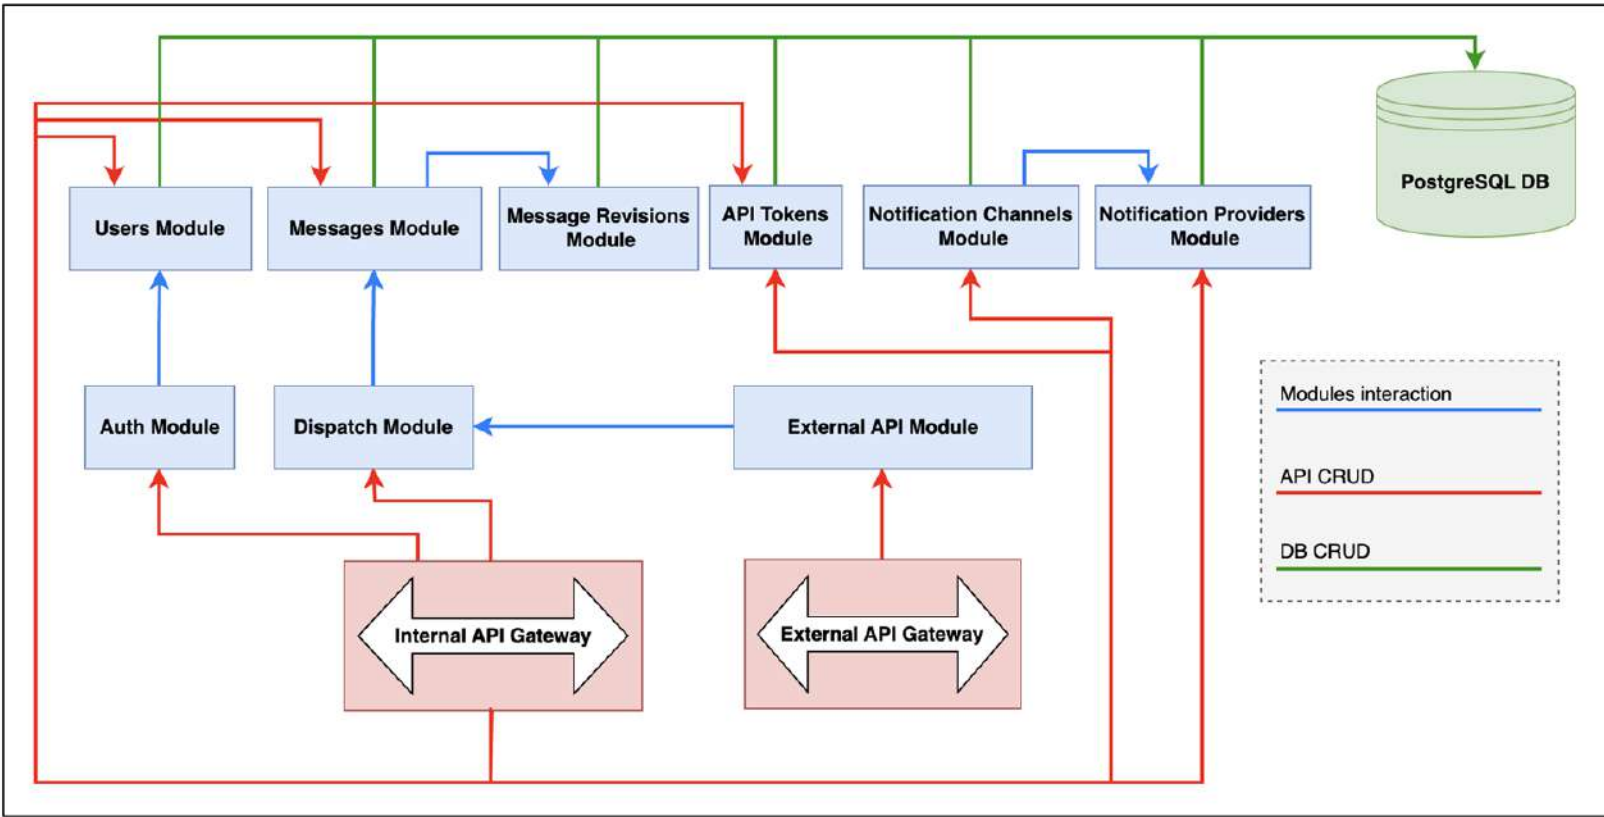 PostgreSQL DB
Users Module
Messages Module
Message Revisions
Module
API Tokens
Module
Notification Channels
Module
Notification Providers
Module
Auth Module
Dispatch Module
External API Module
Internal API Gateway
External API Gateway
Modules interaction
API CRUD
DB CRUD